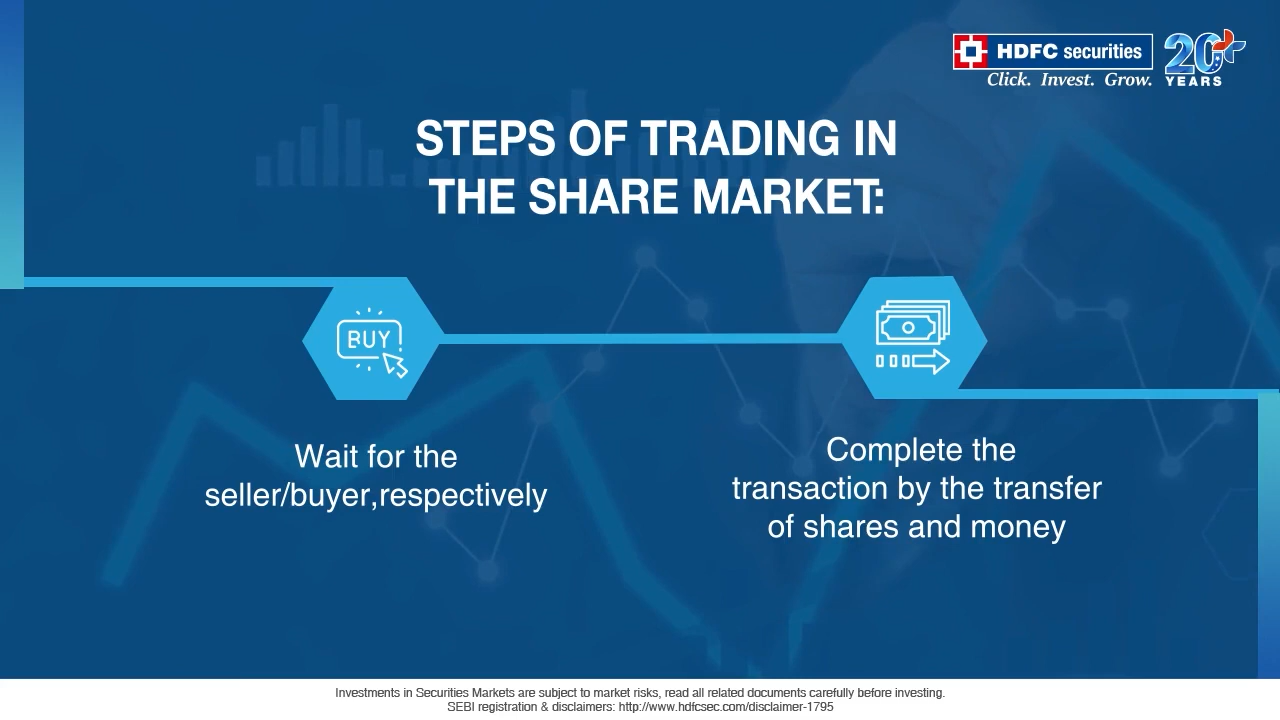 HDFC securities
Click. Invest. Grow.
20
YEARS
STEPS OF TRADING IN
THE SHARE MARKET:
BUY
Wait for the
seller/buyer,respectively
Complete the
transaction by the transfer
of shares and money
Investments in Securities Markets are subject to market risks, read all related documents carefully before investing.
SEBI registration & disclaimers: http://www.hdfcsec.com/disclaimer-1795